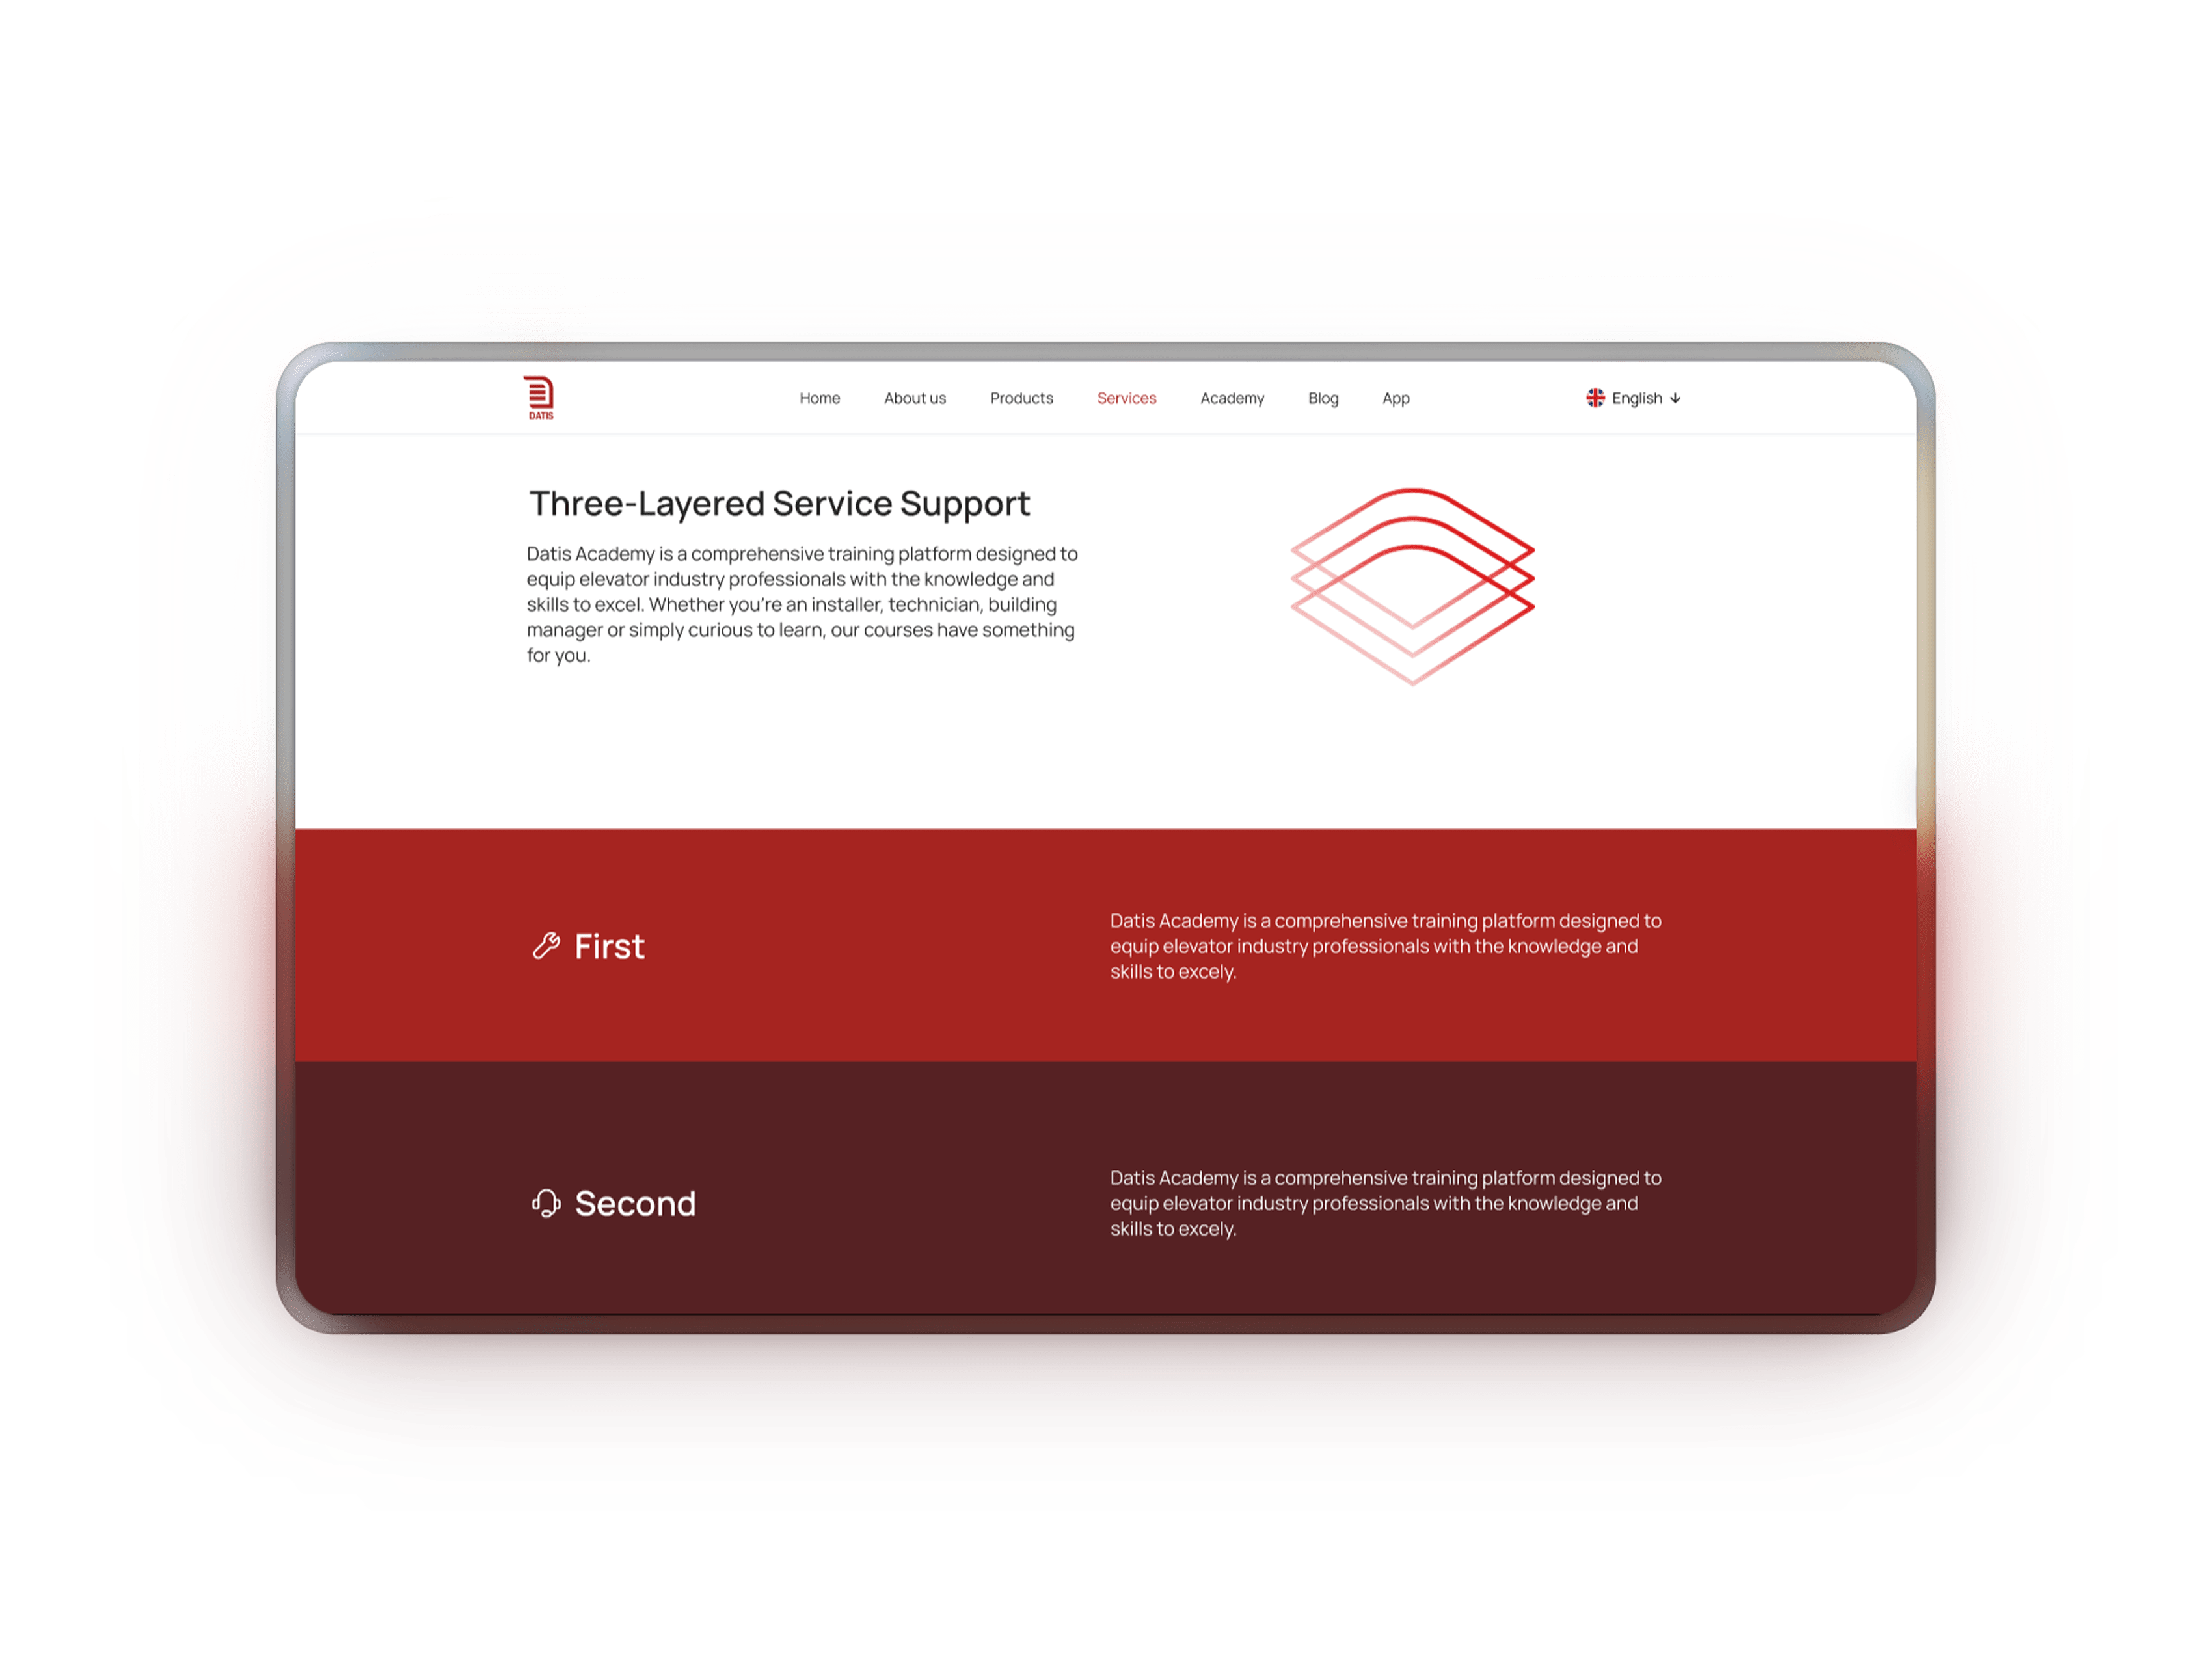 DATIS
Home About us Products Services Academy Blog App English
Three-Layered Service Support
Datis Academy is a comprehensive training platform designed to
equip elevator industry professionals with the knowledge and
skills to excel. Whether you're an installer, technician, building
manager or simply curious to learn, our courses have something
for you.
First
Datis Academy is a comprehensive training platform designed to
equip elevator industry professionals with the knowledge and
skills to excely.
Second
Datis Academy is a comprehensive training platform designed to
equip elevator industry professionals with the knowledge and
skills to excely.